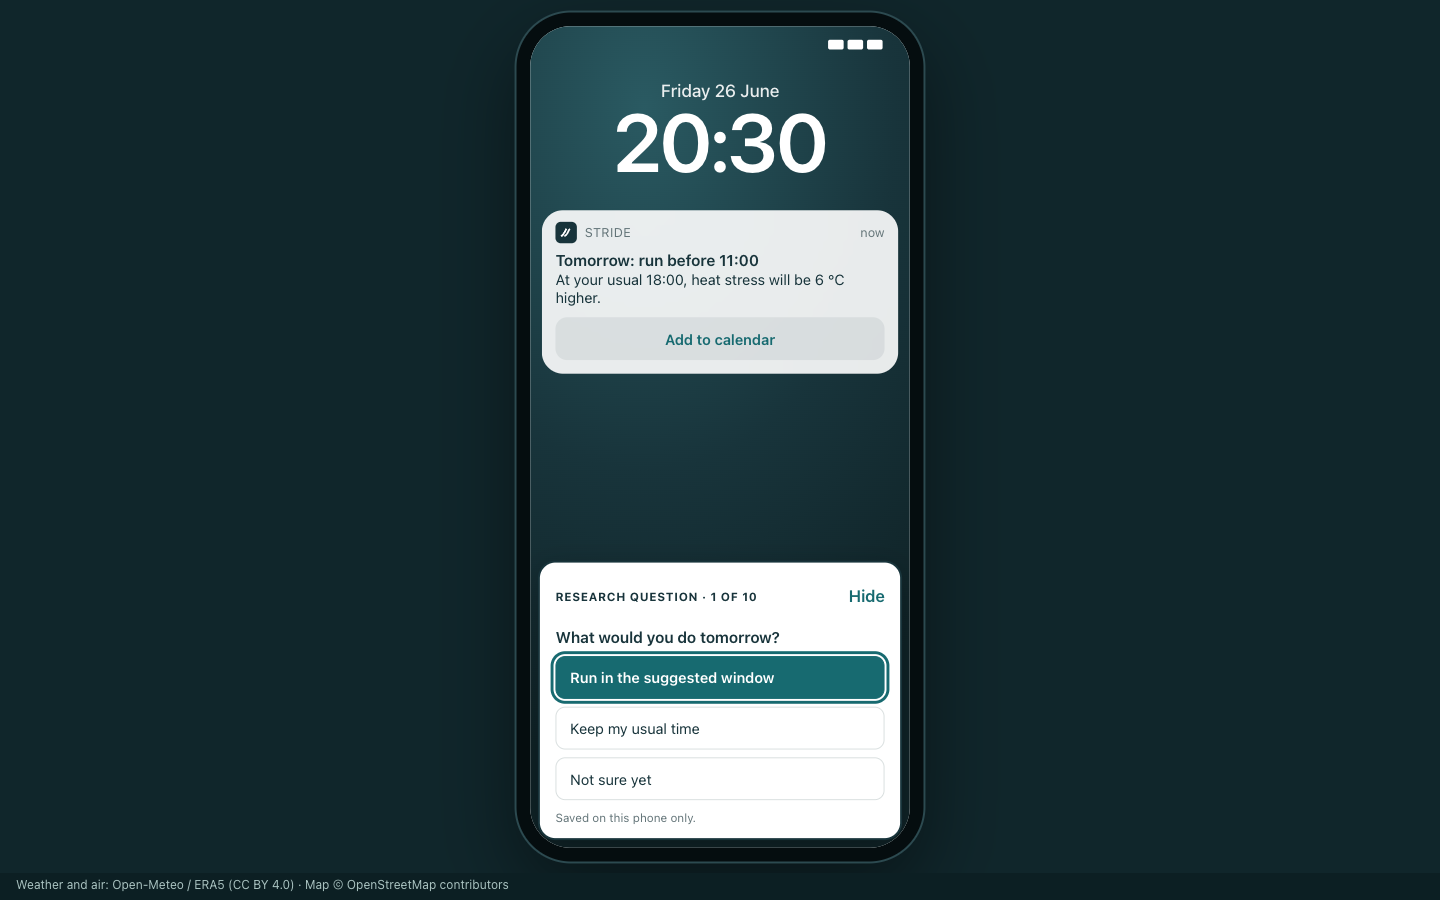 Friday 26 June
20:30
STRIDE
now
Tomorrow: run before 11:00
At your usual 18:00, heat stress will be 6 °C
higher.
Add to calendar
RESEARCH QUESTION · 1 OF 10
Hide
What would you do tomorrow?
Run in the suggested window
Keep my usual time
Not sure yet
Saved on this phone only.
Weather and air: Open-Meteo / ERA5 (CC BY 4.0) · Map © OpenStreetMap contributors